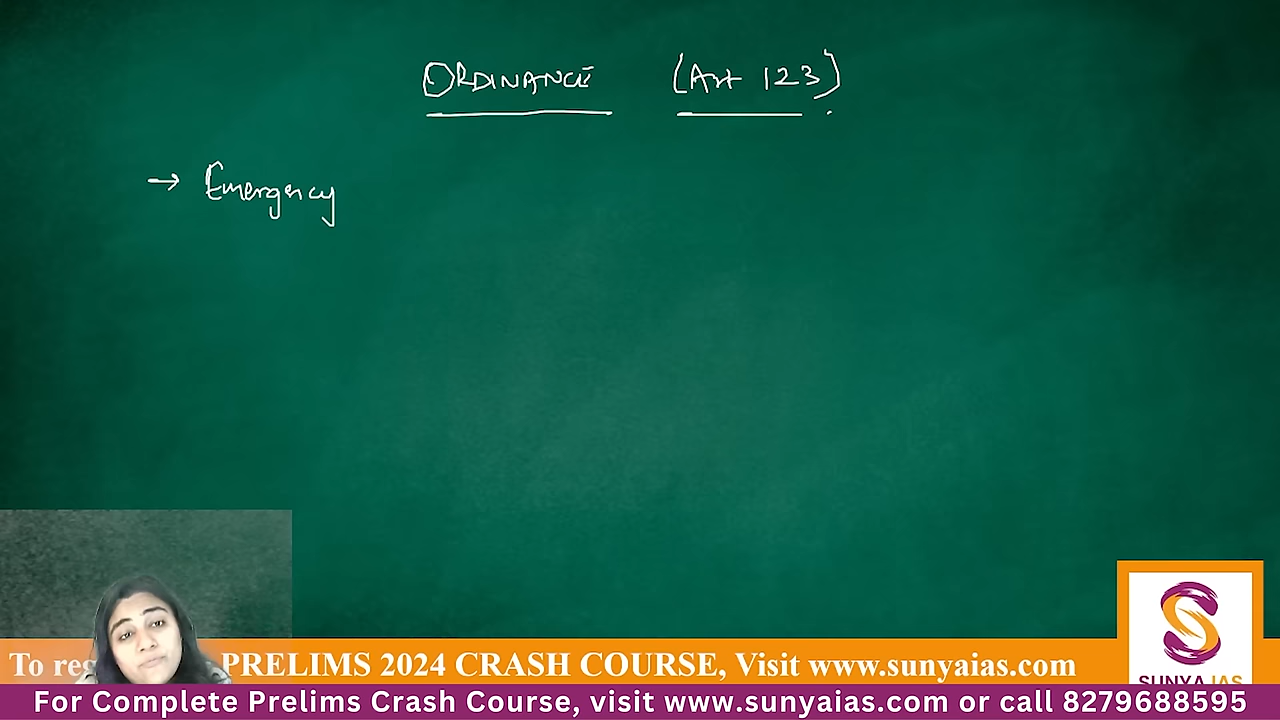 ORDINANCE (Art 123)
→ Emergency
To reg PRELIMS 2024 CRASH COURSE, Visit www.sunyaias.com
SUNYA IAS
For Complete Prelims Crash Course, visit www.sunyaias.com or call 8279688595